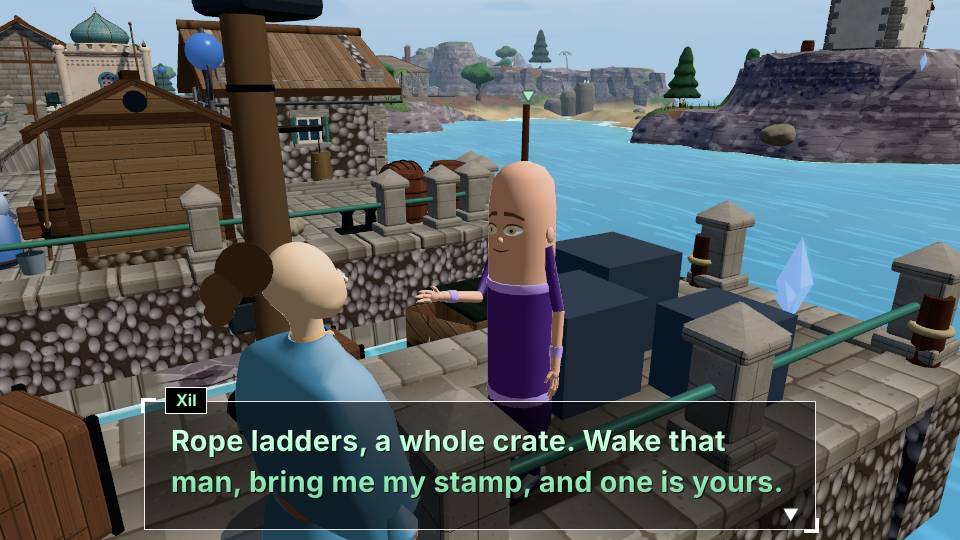 Xil
Rope ladders, a whole crate. Wake that
man, bring me my stamp, and one is yours.